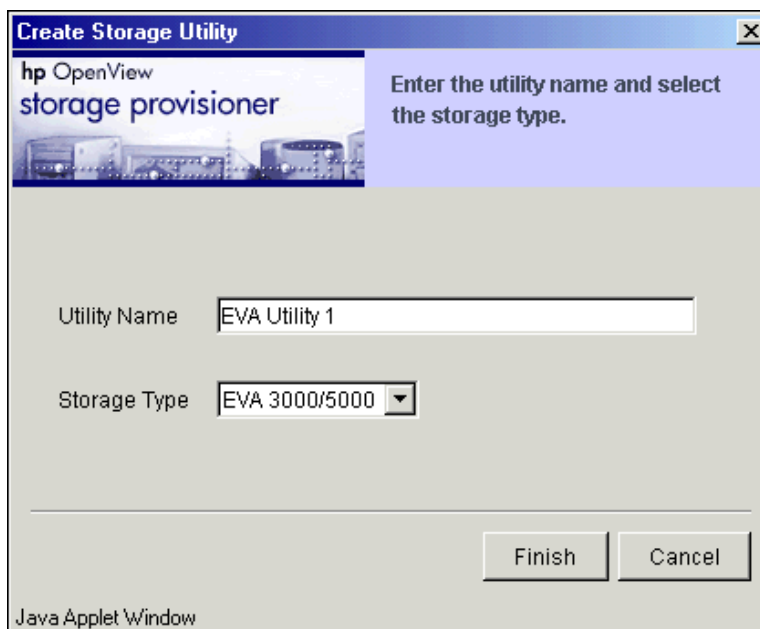 Create Storage Utility
hp OpenView
storage provisioner
Enter the utility name and select
the storage type.
Utility Name EVA Utility 1
Storage Type EVA 3000/5000
Finish Cancel
Java Applet Window